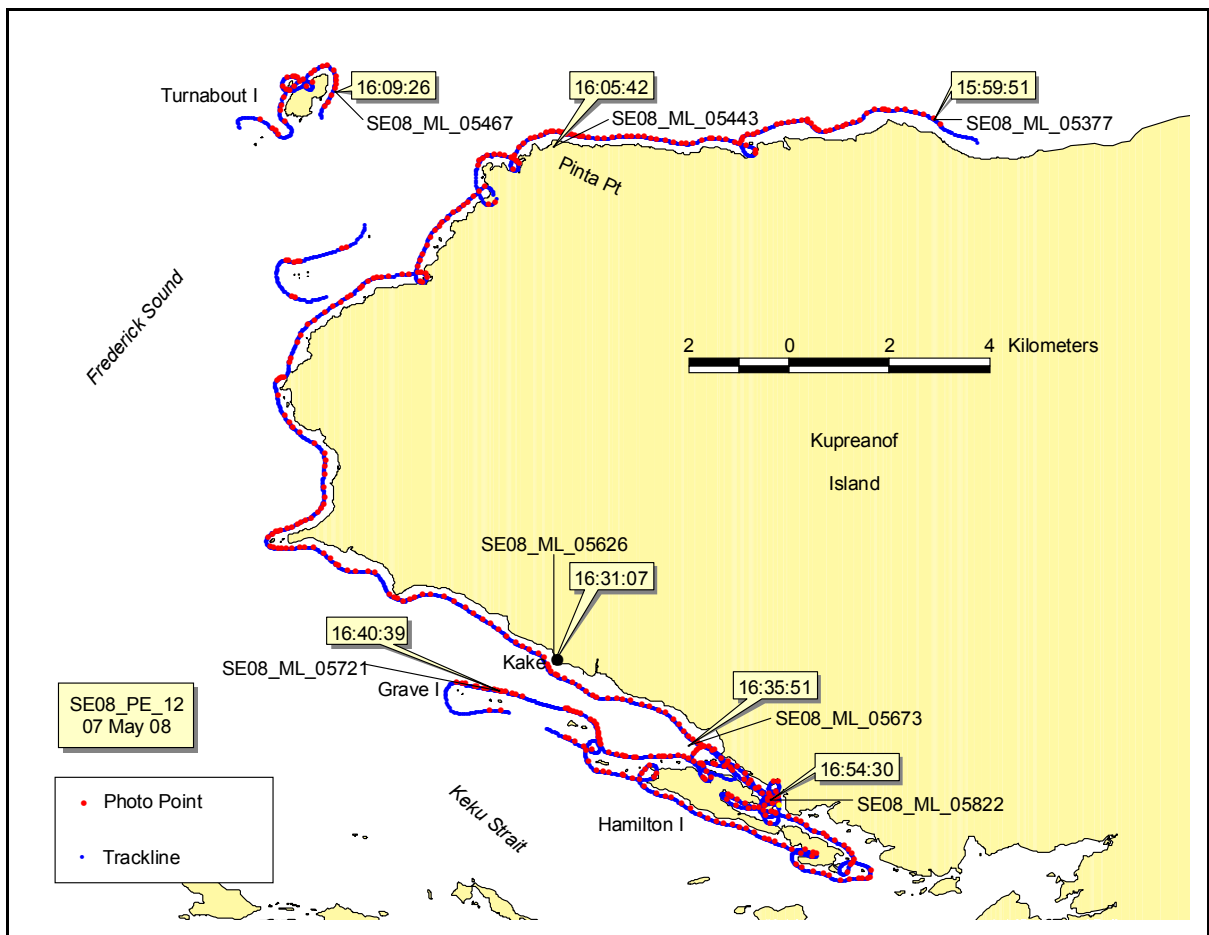 16:09:26
16:05:42
15:59:51
Turnabout I
SE08_ML_05467
SE08_ML_05443
SE08_ML_05377
Pinta Pt
Frederick Sound
2 0 2 4 Kilometers
Kupreanof
Island
SE08_ML_05626
16:31:07
16:40:39
Kake
SE08_ML_05721
Grave I
16:35:51
SE08_PE_12
07 May 08
SE08_ML_05673
16:54:30
Photo Point
SE08_ML_05822
Hamilton I
Keku Strait
Trackline